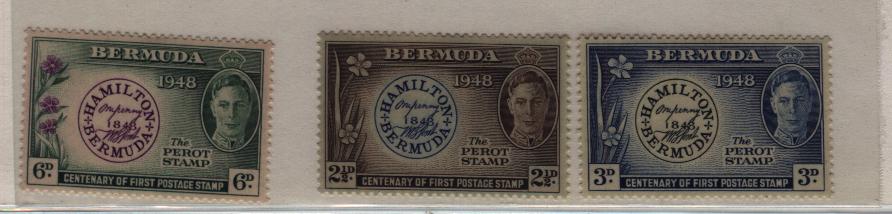 BERMUDA
1948
HAMILTON
One penny
1848
BERMUDA
The
PEROT
STAMP
6D. 6D.
CENTENARY OF FIRST POSTAGE STAMP
BERMUDA
1948
HAMILTON
One penny
1848
BERMUDA
The
PEROT
STAMP
2½D. 2½D.
CENTENARY OF FIRST POSTAGE STAMP
BERMUDA
1948
HAMILTON
One penny
1848
BERMUDA
The
PEROT
STAMP
3D. 3D.
CENTENARY OF FIRST POSTAGE STAMP